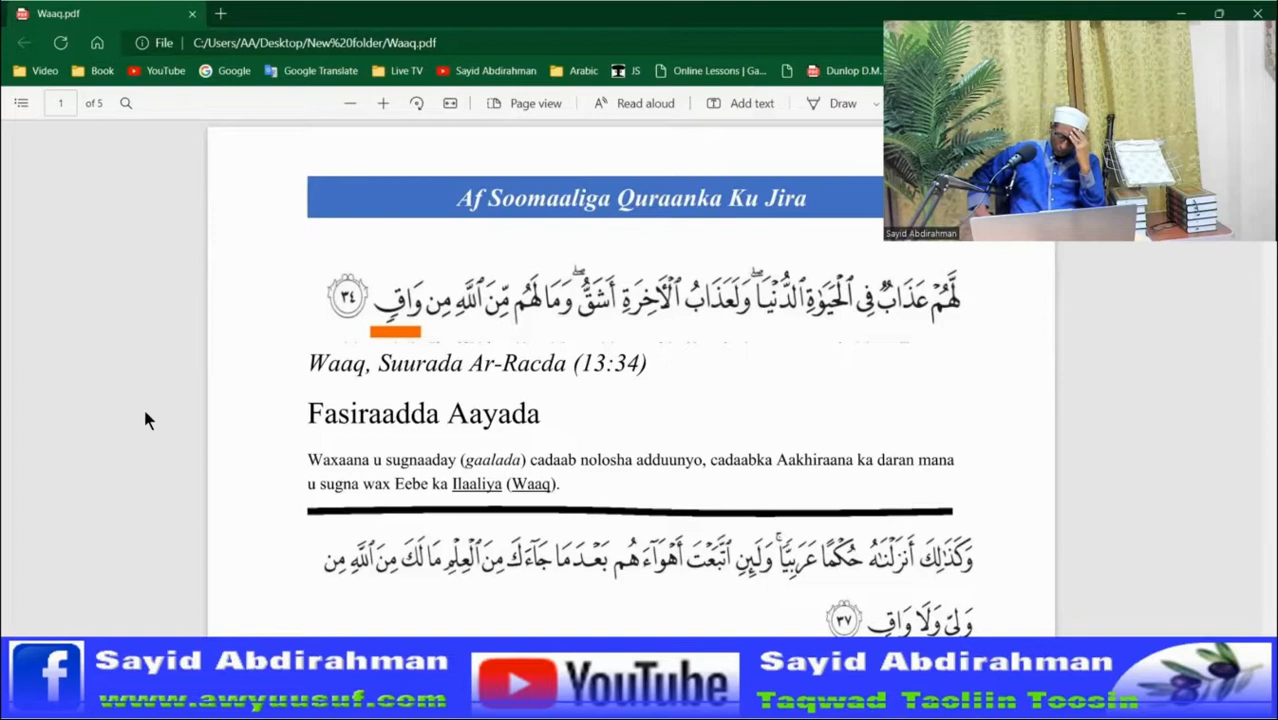 Waaq.pdf
File C:/Users/AA/Desktop/New%20folder/Waaq.pdf
Video Book YouTube Google Google Translate Live TV Sayid Abdirahman Arabic JS Online Lessons | Ga... Dunlop D.M.
1 of 5 Page view Read aloud Add text Draw
Sayid Abdirahman
Af Soomaaliga Quraanka Ku Jira
لَّهُمْ عَذَابٌ فِى ٱلْحَيَوٰةِ ٱلدُّنْيَا ۖ وَلَعَذَابُ ٱلْـَٔاخِرَةِ أَشَقُّ ۖ وَمَا لَهُم مِّنَ ٱللَّهِ مِن وَاقٍ ٣٤
Waaq, Suurada Ar-Racda (13:34)
Fasiraadda Aayada
Waxaana u sugnaaday (gaalada) cadaab nolosha adduunyo, cadaabka Aakhiraana ka daran mana
u sugna wax Eebe ka Ilaaliya (Waaq).
وَكَذَٰلِكَ أَنزَلْنَٰهُ حُكْمًا عَرَبِيًّا ۚ وَلَئِنِ ٱتَّبَعْتَ أَهْوَآءَهُم بَعْدَمَا جَآءَكَ مِنَ ٱلْعِلْمِ مَا لَكَ مِنَ ٱللَّهِ مِن
وَلِىٍّ وَلَا وَاقٍ ٣٧
f Sayid Abdirahman
www.awyuusuf.com
YouTube
Sayid Abdirahman
Taqwad Taoliin Toosin